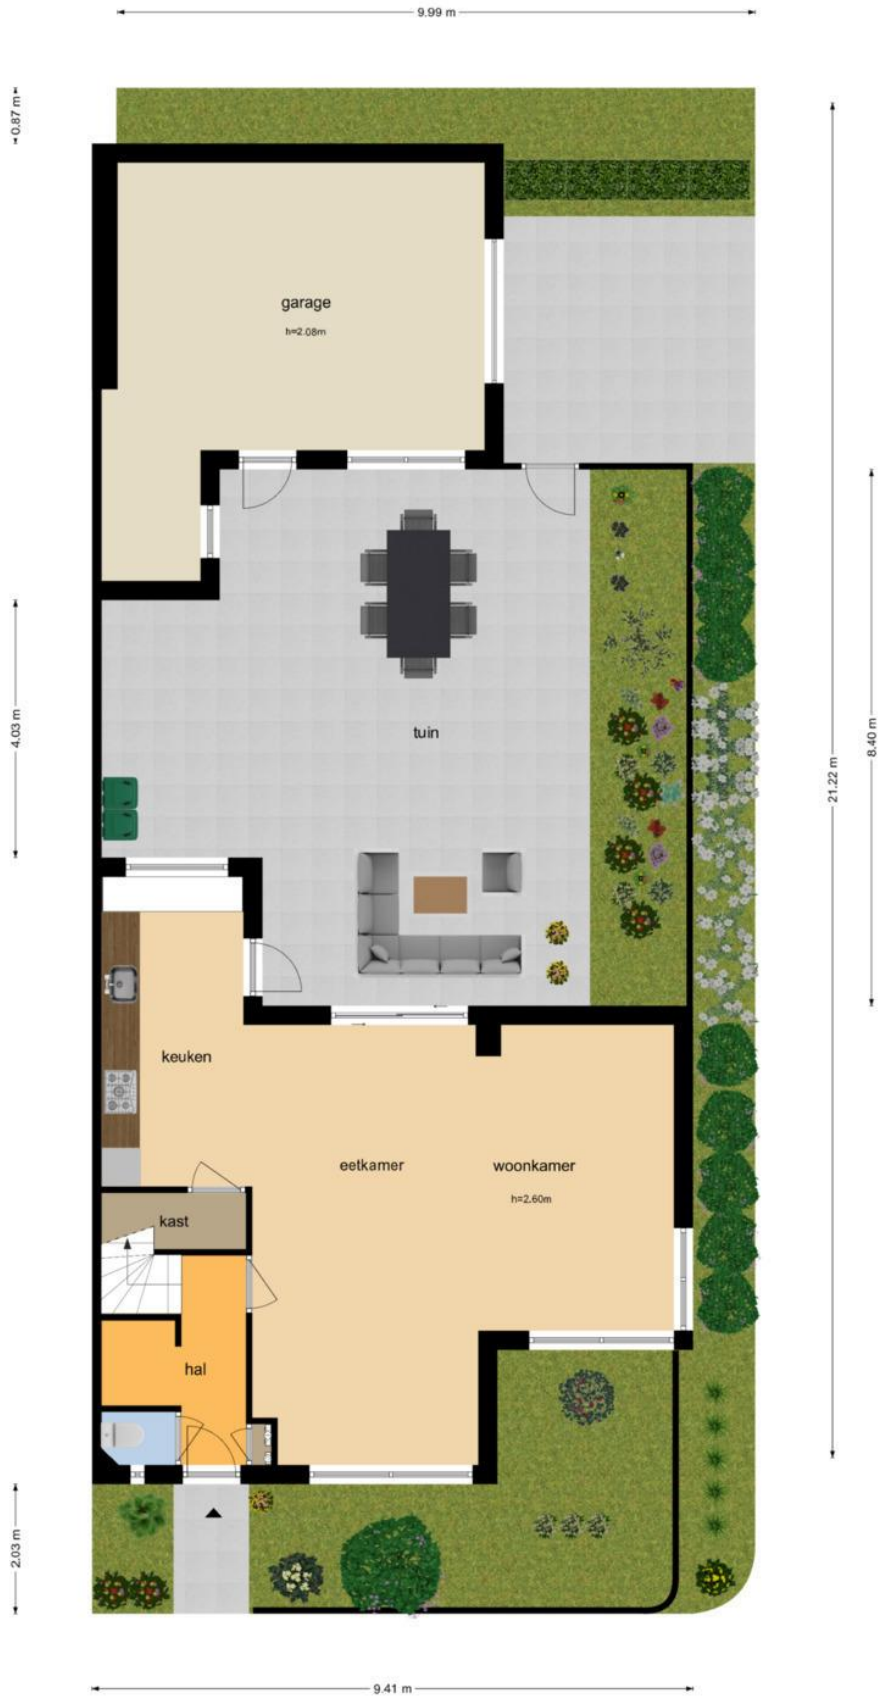 9.99 m
0.87 m
garage
h=2.08m
4.03 m
tuin
8.40 m
21.22 m
keuken
eetkamer
woonkamer
h=2.60m
kast
hal
2.03 m
9.41 m